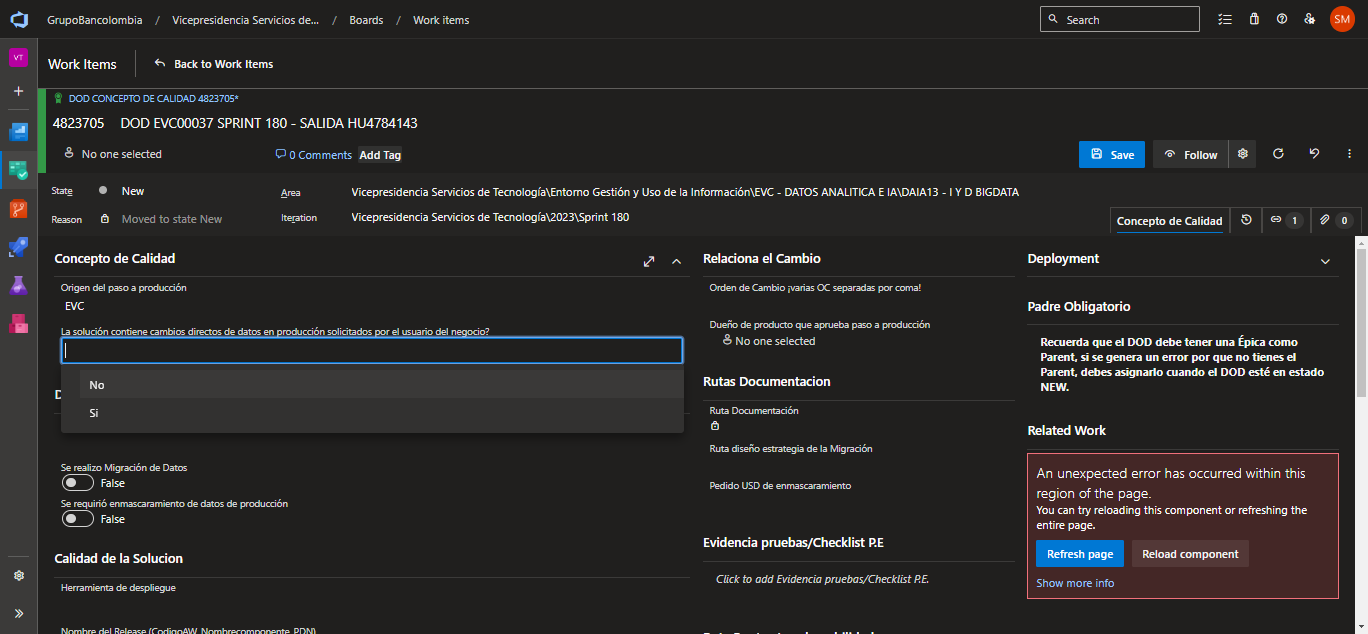 GrupoBancolombia / Vicepresidencia Servicios de... / Boards / Work items
Search
SM
VT
Work Items
Back to Work Items
DOD CONCEPTO DE CALIDAD 4823705*
4823705 DOD EVC00037 SPRINT 180 - SALIDA HU4784143
No one selected
0 Comments
Add Tag
Save
Follow
State
New
Area
Vicepresidencia Servicios de Tecnología\Entorno Gestión y Uso de la Información\EVC - DATOS ANALITICA E IA\DAIA13 - I Y D BIGDATA
Reason
Moved to state New
Iteration
Vicepresidencia Servicios de Tecnología\2023\Sprint 180
Concepto de Calidad
1
0
Concepto de Calidad
Origen del paso a producción
EVC
La solución contiene cambios directos de datos en producción solicitados por el usuario del negocio?
No
Si
D
Se realizo Migración de Datos
False
Se requirió enmascaramiento de datos de producción
False
Calidad de la Solucion
Herramienta de despliegue
Nombre del Release (CodigoAW_Nombrecomponente_PDN)
Relaciona el Cambio
Orden de Cambio ¡varias OC separadas por coma!
Dueño de producto que aprueba paso a producción
No one selected
Rutas Documentacion
Ruta Documentación
Ruta diseño estrategia de la Migración
Pedido USD de enmascaramiento
Evidencia pruebas/Checklist P.E
Click to add Evidencia pruebas/Checklist P.E.
Deployment
Padre Obligatorio
Recuerda que el DOD debe tener una Épica como
Parent, si se genera un error por que no tienes el
Parent, debes asignarlo cuando el DOD esté en estado
NEW.
Related Work
An unexpected error has occurred within this
region of the page.
You can try reloading this component or refreshing the
entire page.
Refresh page
Reload component
Show more info